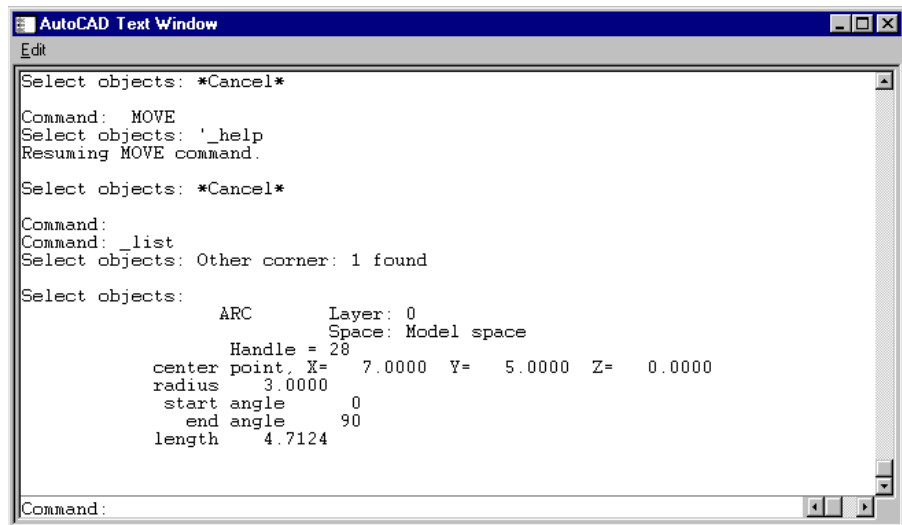 AutoCAD Text Window
Edit
Select objects: *Cancel*
Command:  MOVE
Select objects: '_help
Resuming MOVE command.
Select objects: *Cancel*
Command:
Command: _list
Select objects: Other corner: 1 found
Select objects:
ARC       Layer: 0
Space: Model space
Handle = 28
center point, X=   7.0000  Y=   5.0000  Z=   0.0000
radius    3.0000
start angle      0
end angle     90
length    4.7124
Command: